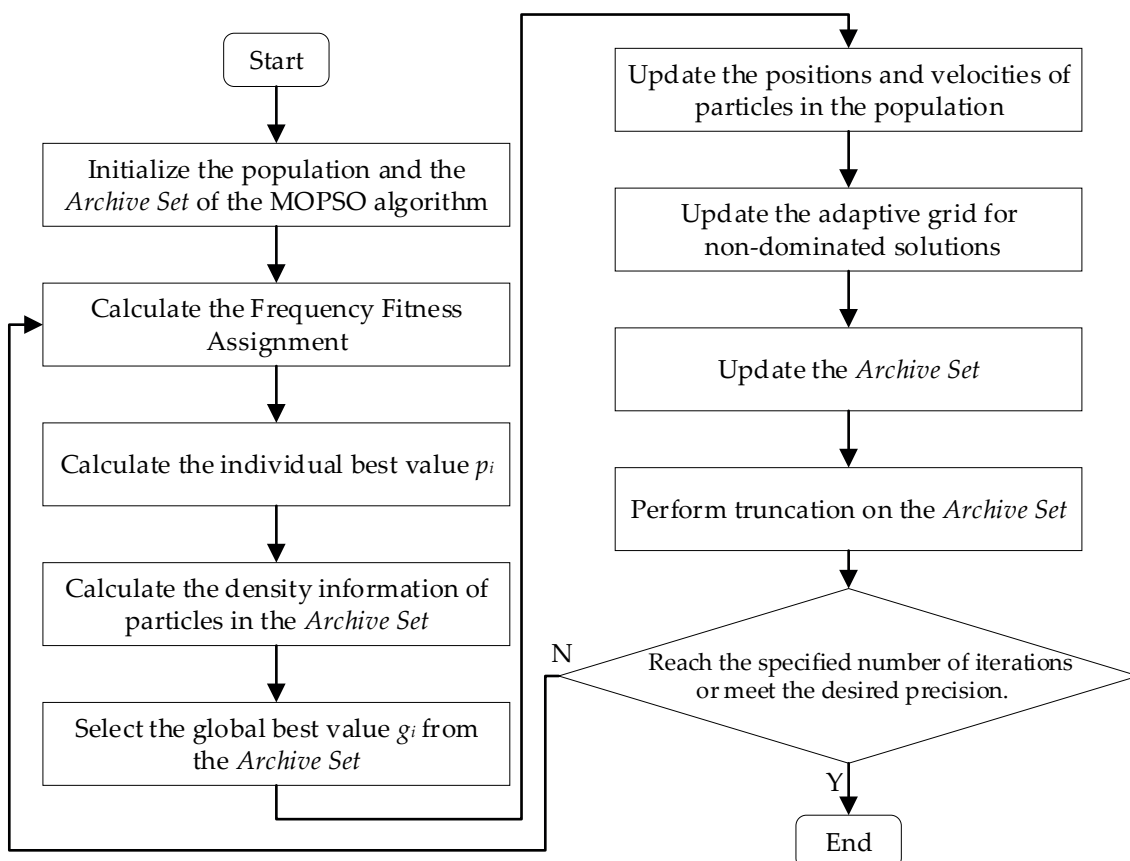 Start
Initialize the population and the
Archive Set of the MOPSO algorithm
Calculate the Frequency Fitness
Assignment
Calculate the individual best value pi
Calculate the density information of
particles in the Archive Set
Select the global best value gi from
the Archive Set
Update the positions and velocities of
particles in the population
Update the adaptive grid for
non-dominated solutions
Update the Archive Set
Perform truncation on the Archive Set
N
Reach the specified number of iterations
or meet the desired precision.
Y
End